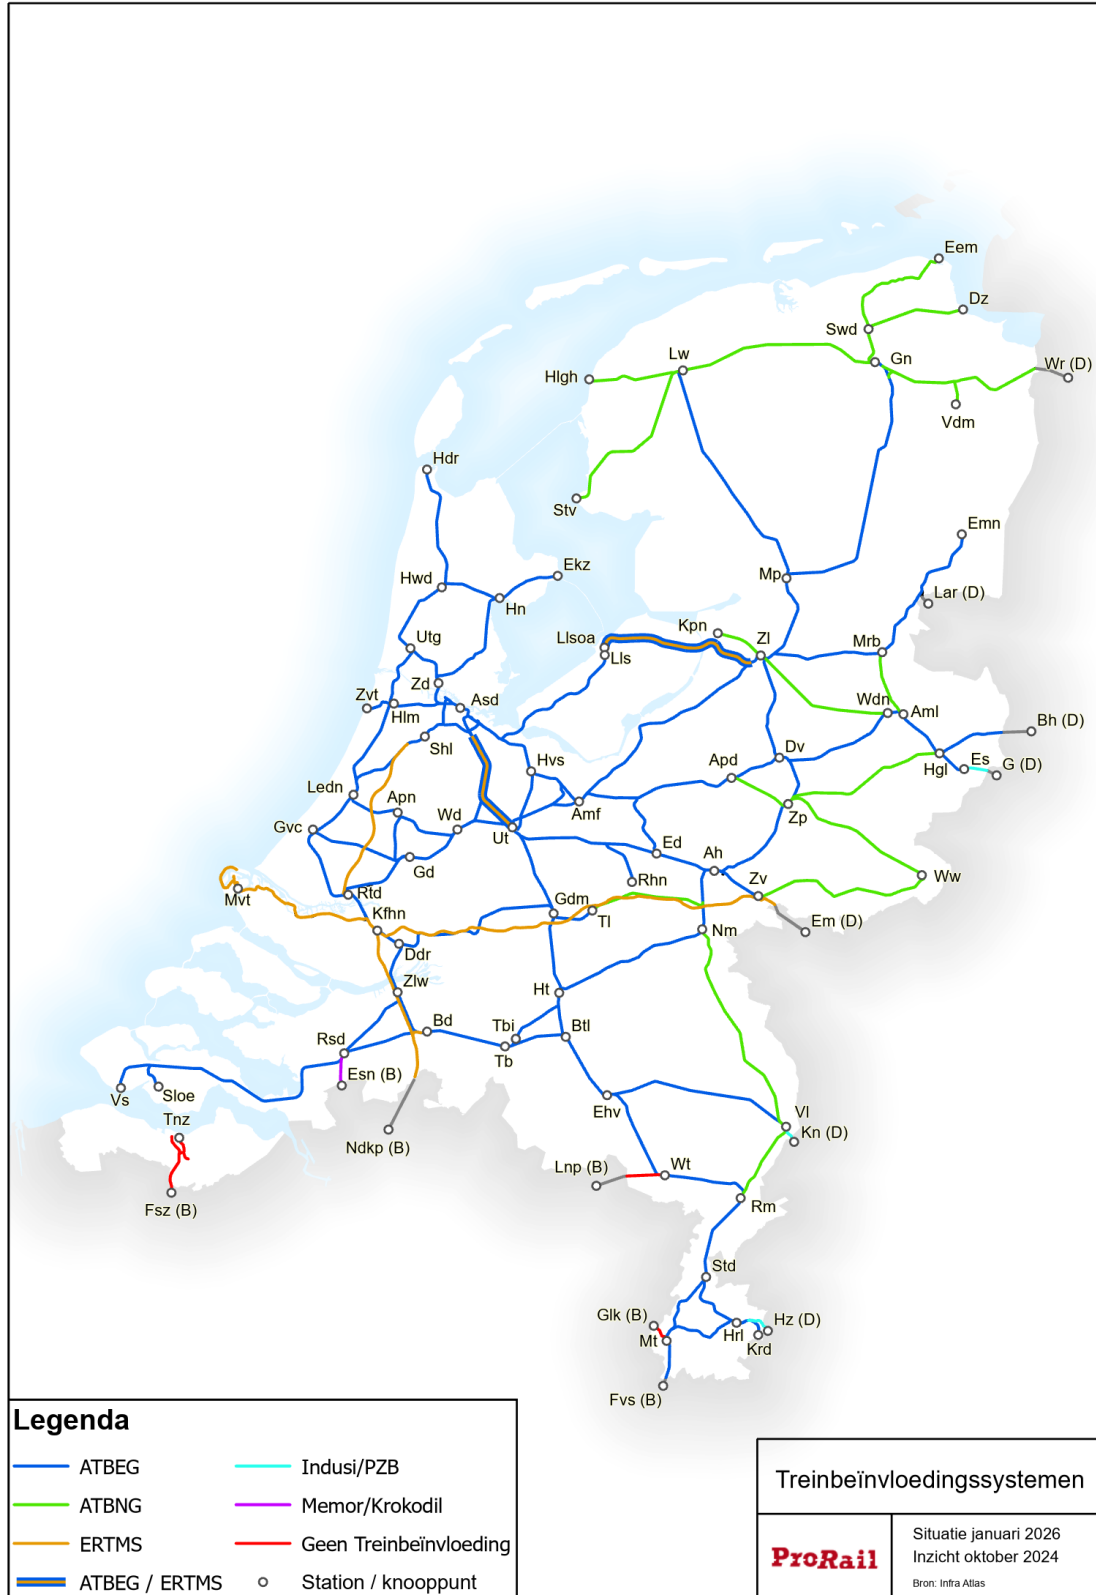 Eem
Dz
Swd
Gn
Lw
Wr (D)
Hlgh
Vdm
Hdr
Stv
Emn
Ekz
Mp
Hwd
Lar (D)
Hn
Kpn
Utg
Llsoa
Zl
Mrb
Lls
Zd
Zvt
Asd
Wdn
Hlm
Aml
Bh (D)
Shl
Dv
Hvs
Apd
Es
Hgl
G (D)
Ledn
Apn
Amf
Wd
Zp
Gvc
Ut
Ed
Ah
Gd
Ww
Zv
Rhn
Mvt
Rtd
Gdm
Kfhn
Tl
Em (D)
Nm
Ddr
Zlw
Ht
Bd
Tbi
Btl
Rsd
Tb
Esn (B)
Vs
Sloe
Ehv
Vl
Tnz
Kn (D)
Ndkp (B)
Lnp (B)
Wt
Fsz (B)
Rm
Std
Glk (B)
Hz (D)
Mt
Hrl
Krd
Fvs (B)
Legenda
ATBEG
Indusi/PZB
ATBNG
Memor/Krokodil
ERTMS
Geen Treinbeïnvloeding
ATBEG / ERTMS
Station / knooppunt
Treinbeïnvloedingssystemen
ProRail
Situatie januari 2026
Inzicht oktober 2024
Bron: Infra Atlas